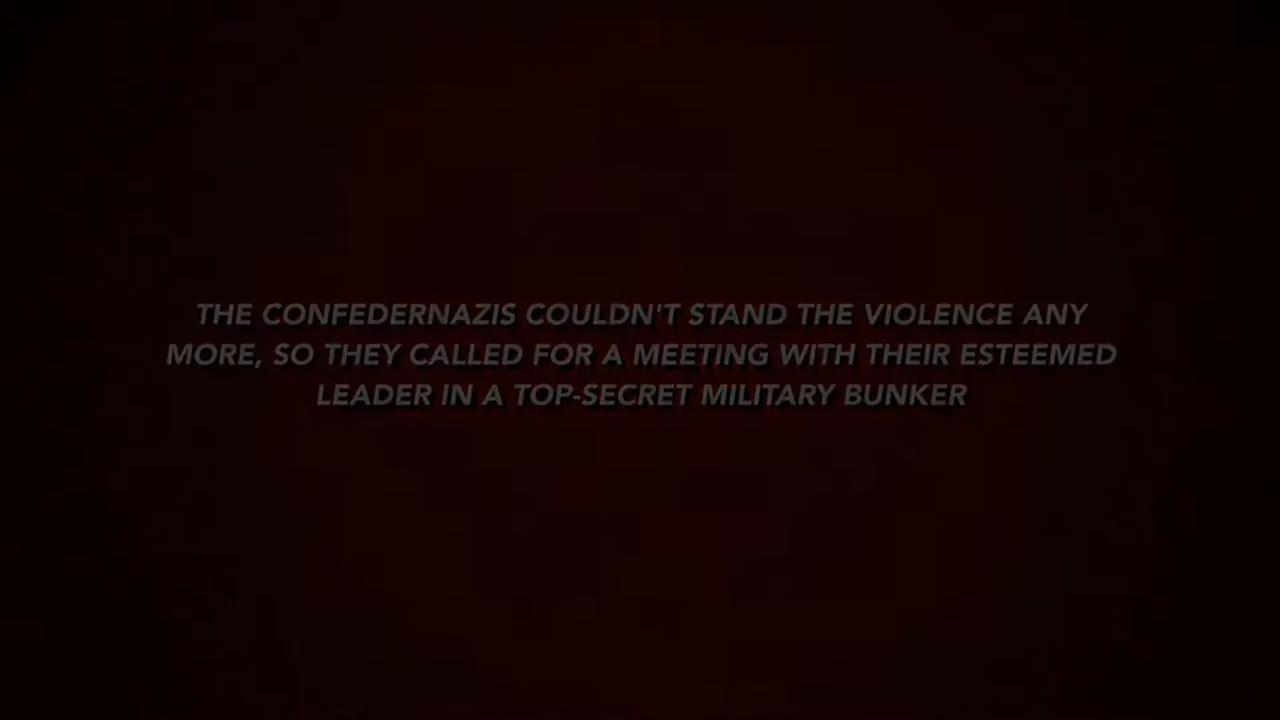 THE CONFEDERNAZIS COULDN'T STAND THE VIOLENCE ANY
MORE, SO THEY CALLED FOR A MEETING WITH THEIR ESTEEMED
LEADER IN A TOP-SECRET MILITARY BUNKER